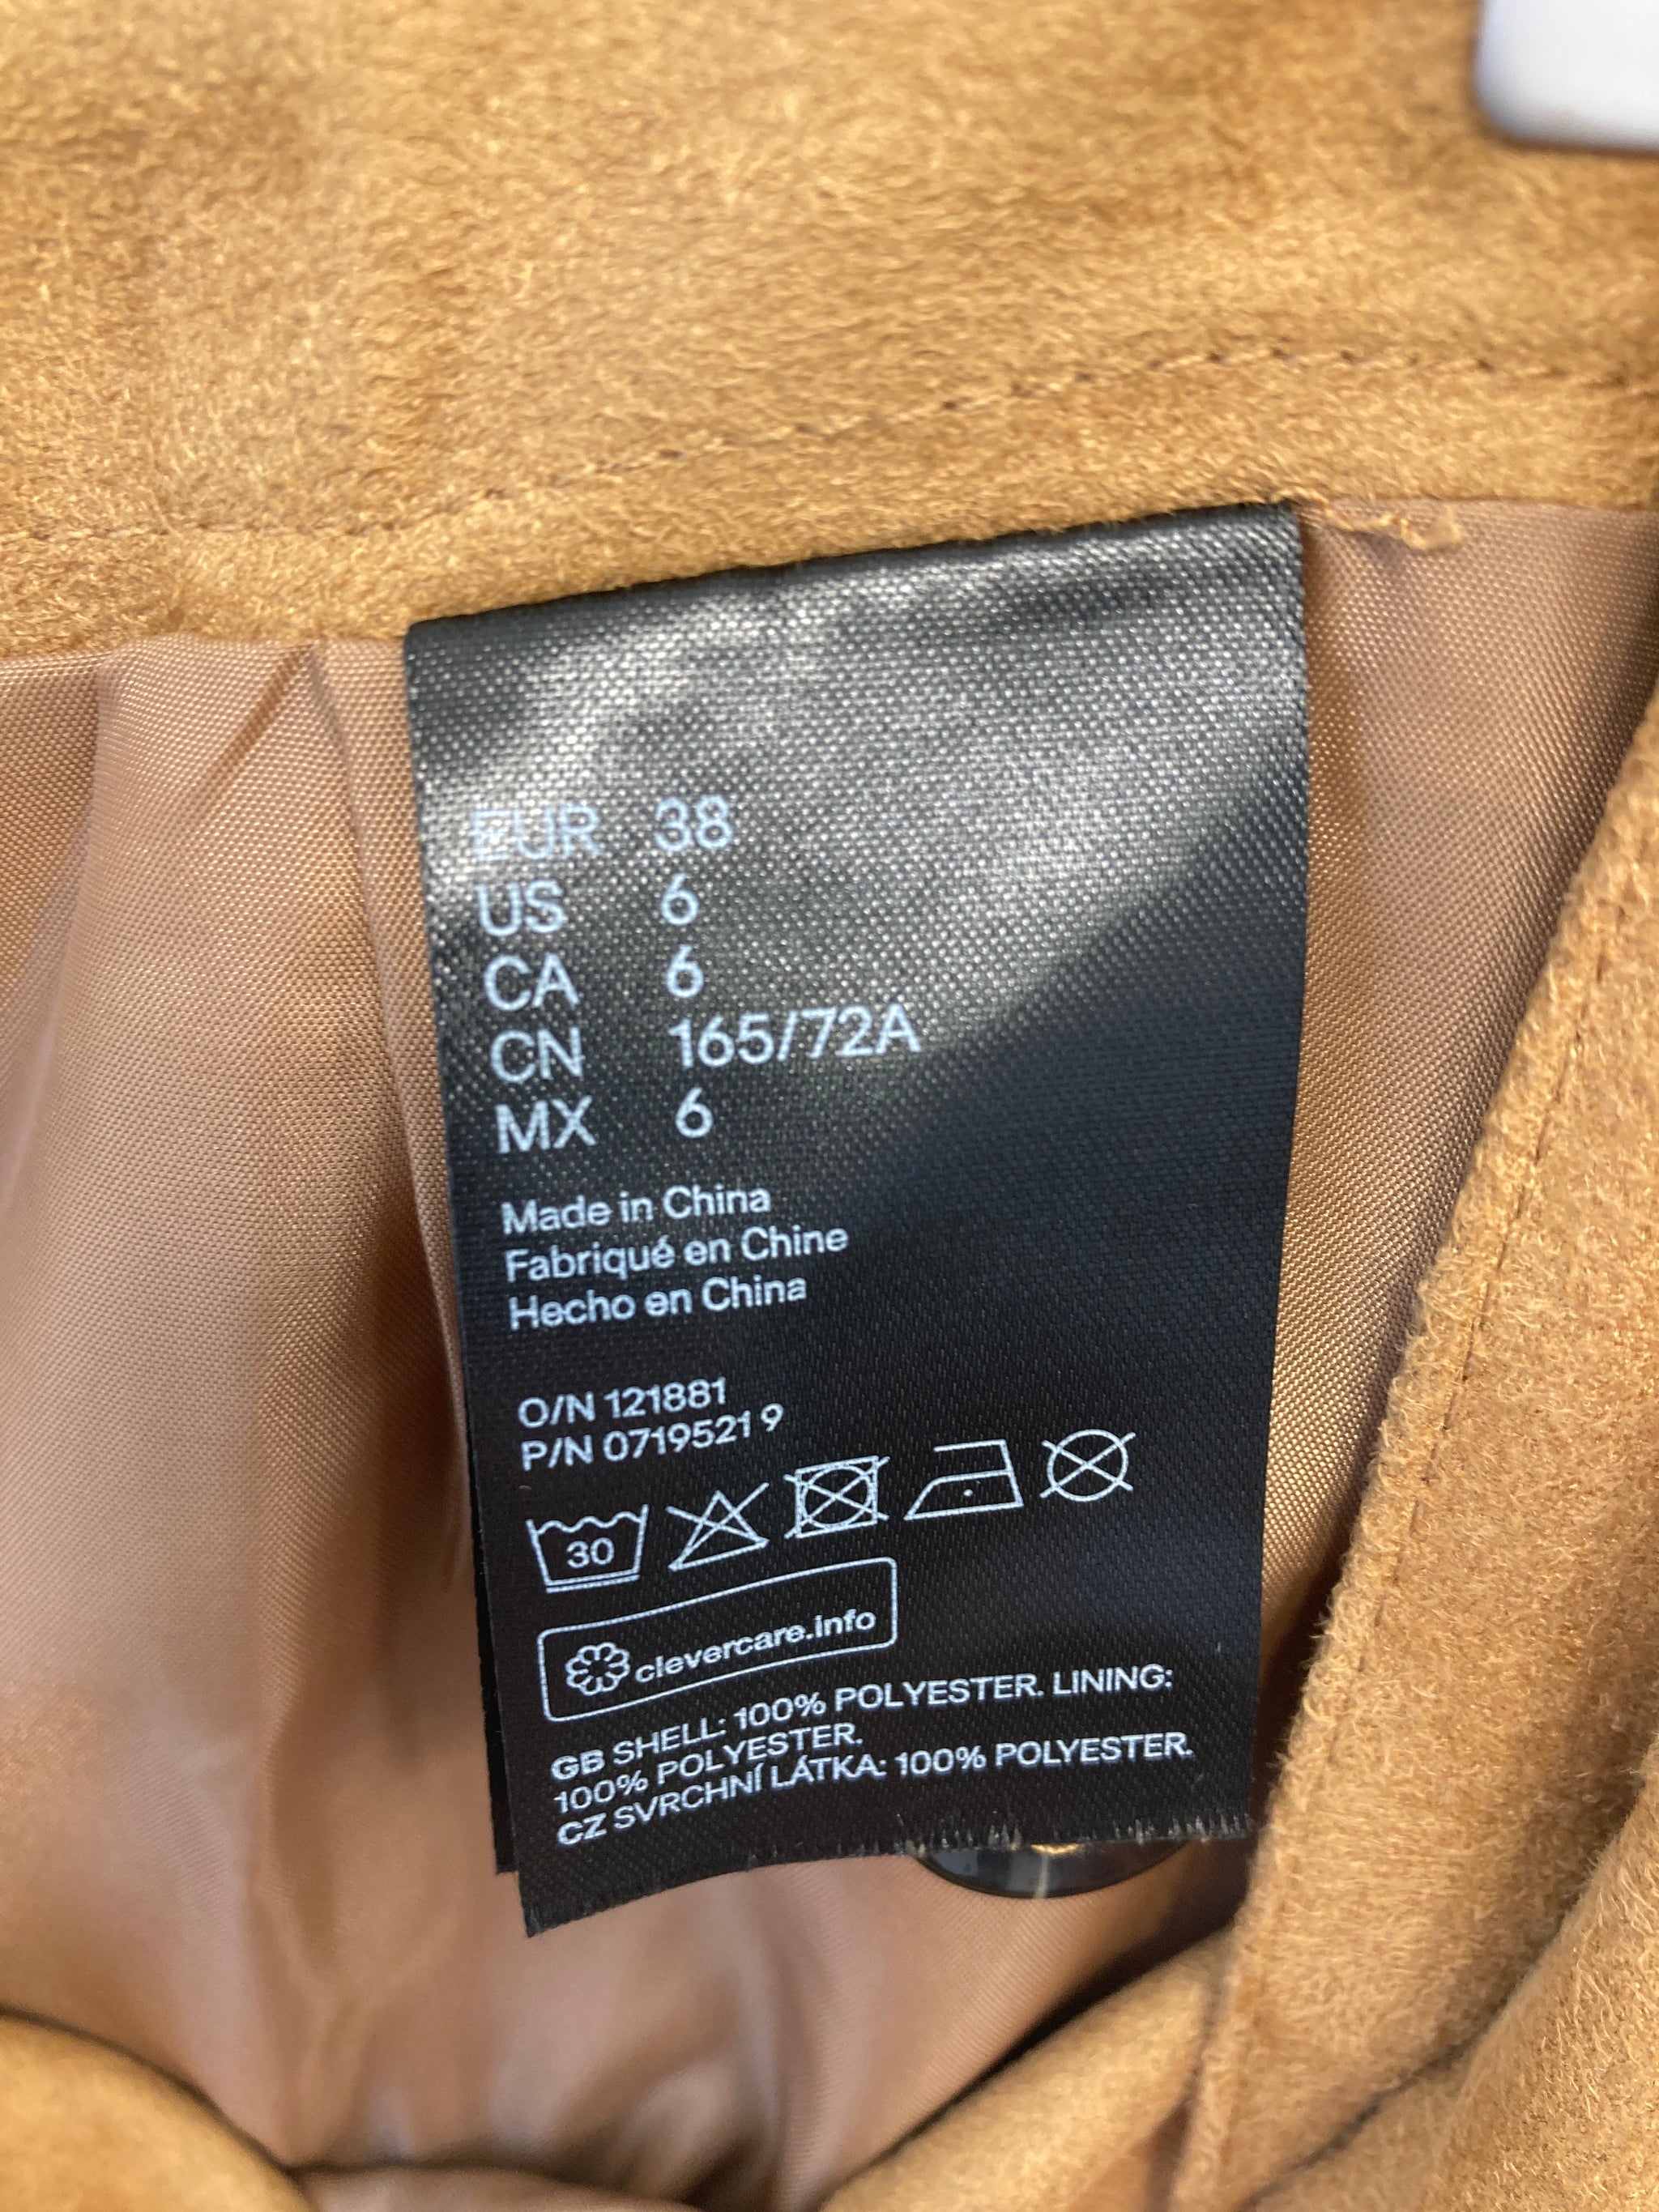 EUR 38
US 6
CA 6
CN 165/72A
MX 6
Made in China
Fabriqué en Chine
Hecho en China
O/N 121881
P/N 0719521 9
30
clevercare.info
GB SHELL: 100% POLYESTER. LINING:
100% POLYESTER.
CZ SVRCHNÍ LÁTKA: 100% POLYESTER.